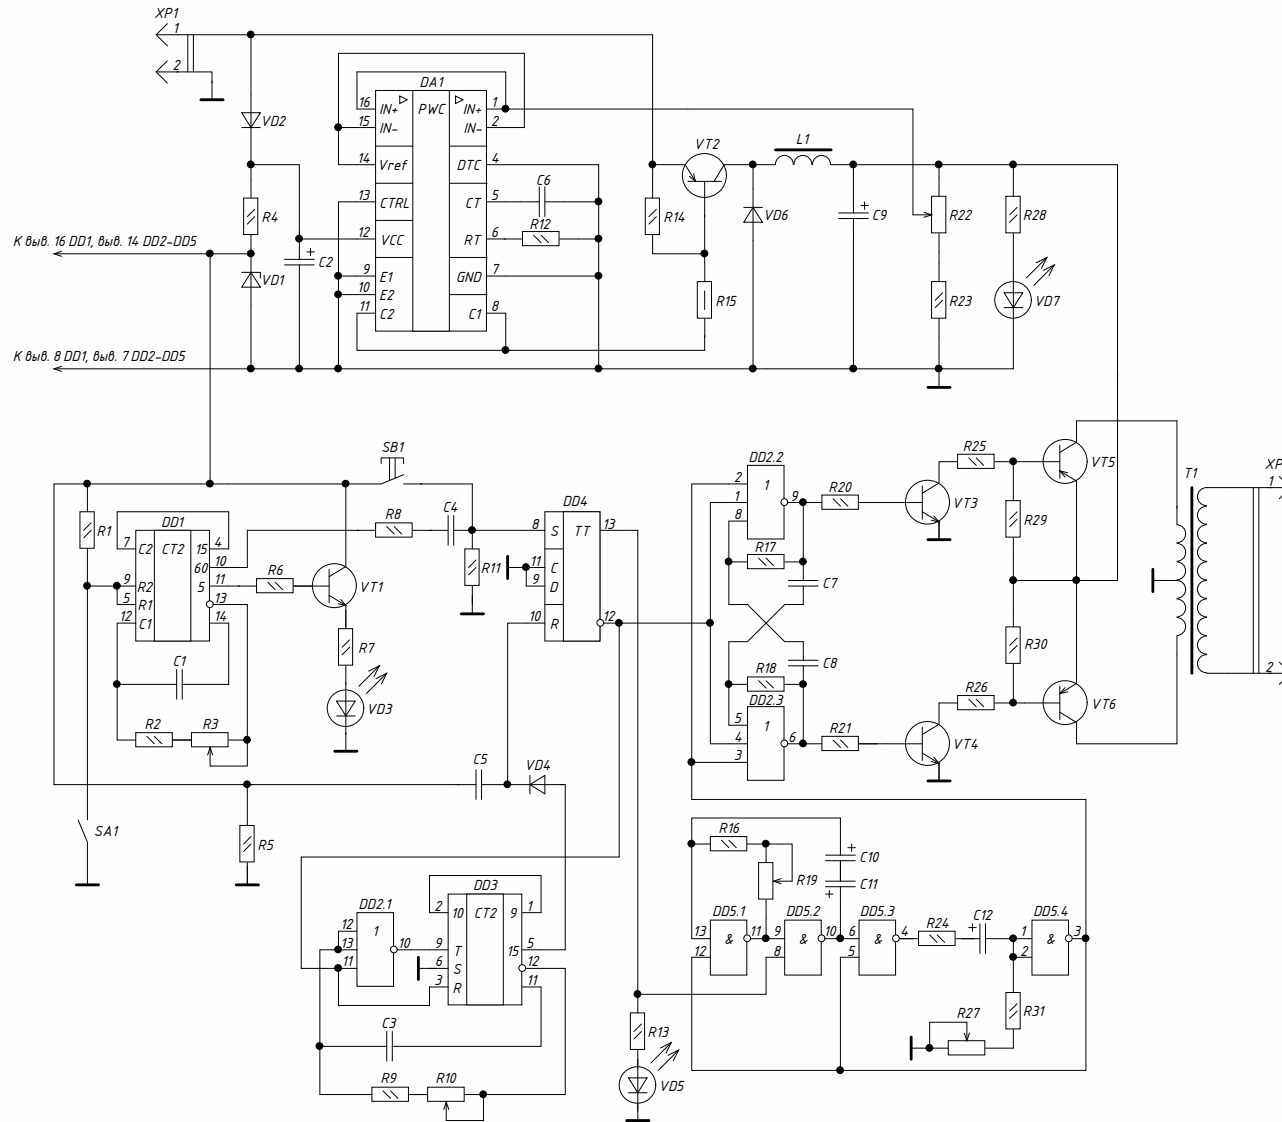 XP1
1
2
VD2
R4
К выв. 16 DD1, выв. 14 DD2-DD5
VD1
C2
+
К выв. 8 DD1, выв. 7 DD2-DD5
DA1
PWC
16 IN+
15 IN-
14 Vref
13 CTRL
12 VCC
9 E1
10 E2
11 C2
IN+ 1
IN- 2
DTC 4
CT 5
RT 6
GND 7
C1 8
C6
R12
R14
VT2
R15
VD6
L1
+
C9
R22
R23
R28
VD7
SB1
R1
DD1
CT2
7 C2
9 R2
5 R1
12 C1
15 4
60 10
5 11
13
14
C1
R2
R3
R6
VT1
R7
VD3
R8
C4
R11
DD4
TT
8 S
11 C
9 D
10 R
13
12
SA1
R5
C5
VD4
DD2.1
1
12
13
11
10
DD3
CT2
2 10
9 T
6 S
3 R
9 1
15 5
12
11
C3
R9
R10
R13
VD5
DD2.2
1
2
1
8
9
R20
R17
C7
C8
R18
DD2.3
1
5
4
3
6
R21
VT3
VT4
R25
R29
R30
R26
VT5
VT6
T1
XP
1
2
R16
R19
+
C10
C11
+
DD5.1
&
13
12
11
DD5.2
&
9
8
10
DD5.3
&
6
5
4
R24
C12
+
DD5.4
&
1
2
3
R31
R27